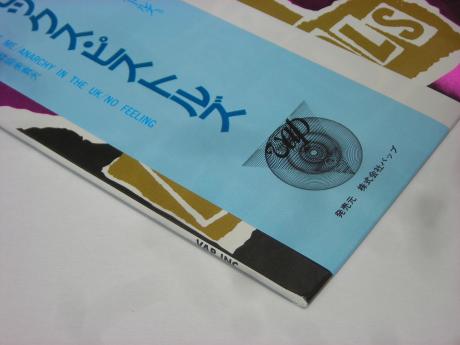 ックス・ピストルズ
ME ANARCHY IN THE UK NO FEELING
LS
vap
発売元 株式会社バップ
VAP INC